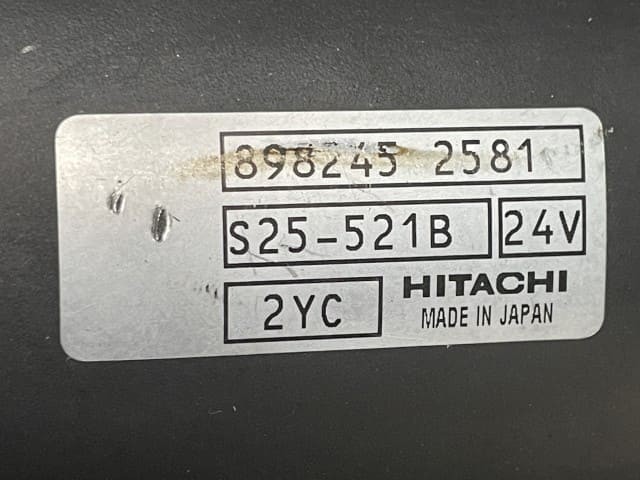 898245 2581
S25-521B 24V
2YC HITACHI
MADE IN JAPAN